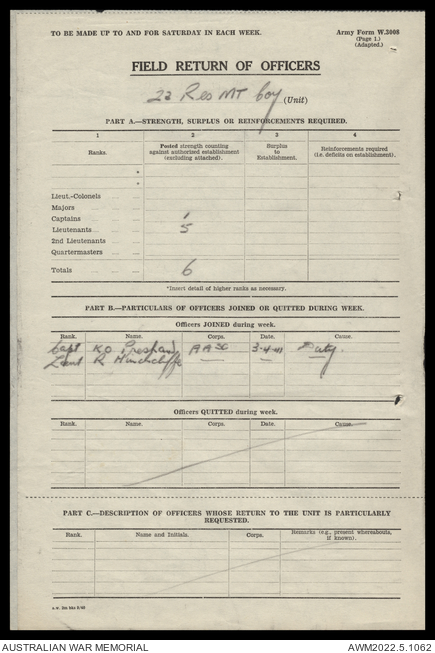 TO BE MADE UP TO AND FOR SATURDAY IN EACH WEEK.
Army Form W.3008
(Page 1.)
(Adapted.)
FIELD RETURN OF OFFICERS
22 Res MT Coy (Unit)
PART A.—STRENGTH, SURPLUS OR REINFORCEMENTS REQUIRED.
1 2 3 4
Ranks. Posted strength counting against authorized establishment (excluding attached). Surplus to Establishment. Reinforcements required (i.e. deficits on establishment).
*
*
Lieut.-Colonels
Majors
Captains 1
Lieutenants 5
2nd Lieutenants
Quartermasters
Totals 6
*Insert detail of higher ranks as necessary.
PART B.—PARTICULARS OF OFFICERS JOINED OR QUITTED DURING WEEK.
Officers JOINED during week.
Rank. Name. Corps. Date. Cause.
Capt K O AASC 3-4-41 Duty.
Lieut R — — —
Officers QUITTED during week.
Rank. Name. Corps. Date. Cause.
PART C.—DESCRIPTION OF OFFICERS WHOSE RETURN TO THE UNIT IS PARTICULARLY
REQUESTED.
Rank. Name and Initials. Corps. Remarks (e.g., present whereabouts, if known).
AUSTRALIAN WAR MEMORIAL
AWM2022.5.1062